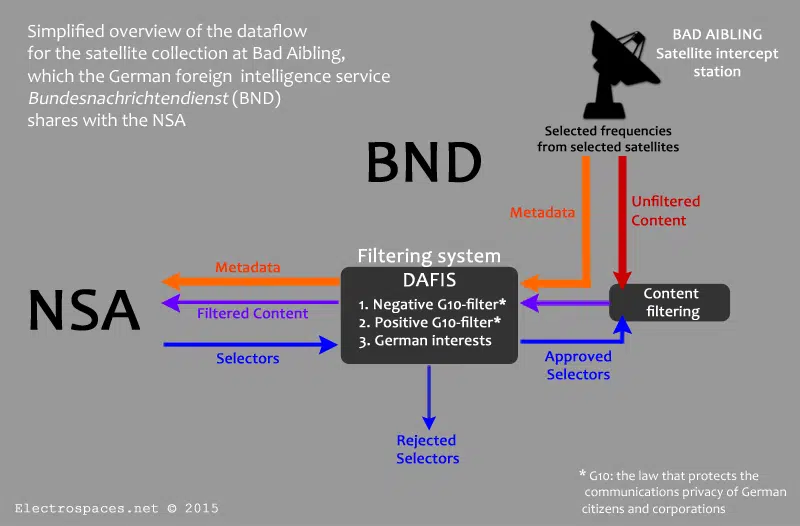 Simplified overview of the dataflow
for the satellite collection at Bad Aibling,
which the German foreign intelligence service
Bundesnachrichtendienst (BND)
shares with the NSA
BAD AIBLING
Satellite intercept
station
Selected frequencies
from selected satellites
BND
Metadata
Unfiltered
Content
Filtering system
DAFIS
1. Negative G10-filter*
2. Positive G10-filter*
3. German interests
Content
filtering
NSA
Metadata
Filtered Content
Selectors
Approved
Selectors
Rejected
Selectors
* G10: the law that protects the
communications privacy of German
citizens and corporations
Electrospaces.net © 2015